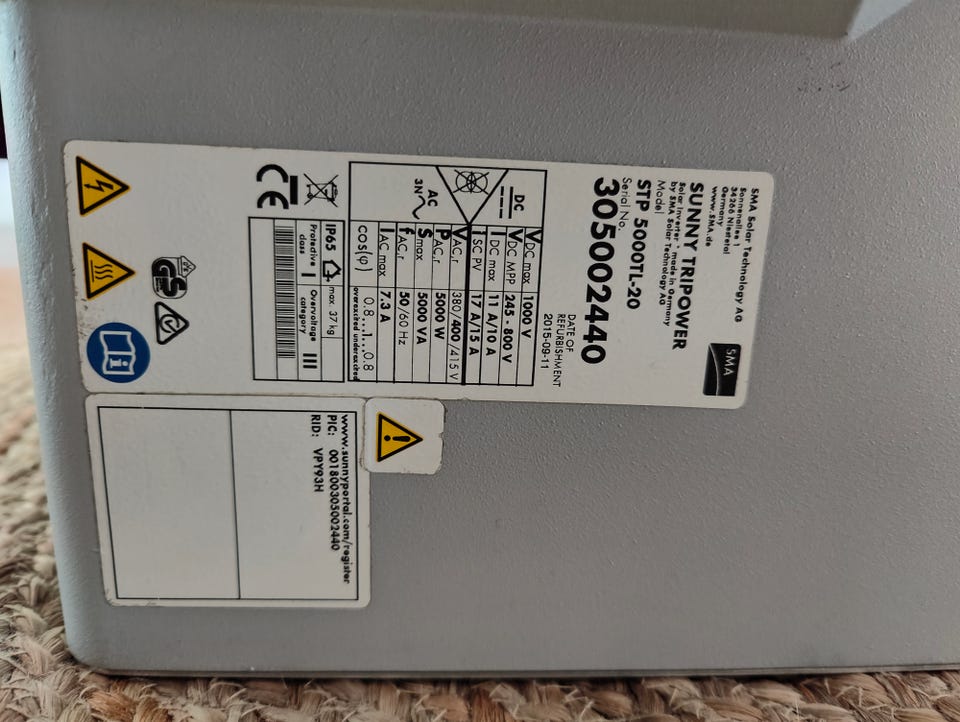 SMA Solar Technology AG
Sonnenallee 1
34266 Niestetal
Germany
www.SMA.de
SMA
SUNNY TRIPOWER
Solar inverter * made in Germany
by SMA Solar Technology AG
Model
STP 5000TL-20
Serial No.
3005002440
DATE OF
REFURBISHMENT
2015-09-11
DC
VDC max 1000 V
VDC MPP 245 - 800 V
IDC max 11 A/10 A
ISC PV 17 A/15 A
AC
3N
VAC,r 380/400/415 V
PAC,r 5000 W
Smax 5000 VA
fAC,r 50/60 Hz
IAC max 7.3 A
cos(φ) 0.8...1...0.8
overexcited underexcited
IP65 max. 37 kg
Protective class I Overvoltage category III
CE
GS
www.sunnyportal.com/register
PIC: 001800305002440
RID: VPY93H